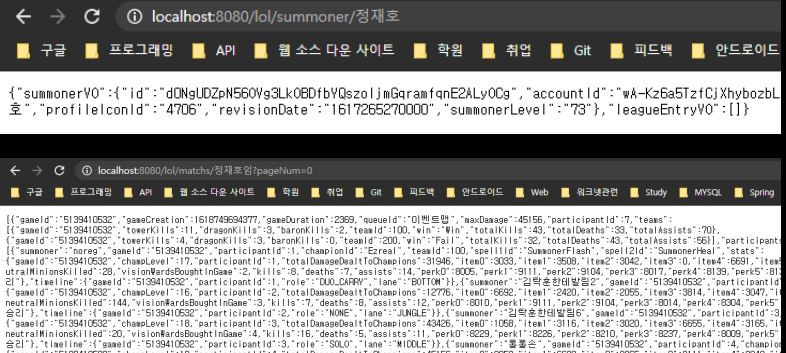 localhost:8080/lol/summoner/정재호
구글 프로그래밍 API 웹 소스 다운 사이트 학원 취업 Git 피드백 안드로이드
{"summonerVO":{"id":"dONgUDZpN560Vg3LkOBDfbVQszoIjmGqramfqnE2ALyOCg","accountId":"wA-Kz6a5TzfCjXhybozbL
호","profileIconId":"4706","revisionDate":"1617265270000","summonerLevel":"73"},"leagueEntryVO":[]}
localhost:8080/lol/matchs/정재호임?pageNum=0
구글 프로그래밍 API 웹 소스 다운 사이트 학원 취업 Git 피드백 안드로이드 Web 워크넷관련 Study MYSQL Spring
[{"gameId":"5139410532","gameCreation":1618749694377,"gameDuration":2369,"queueId":"이벤트맵","maxDamage":45156,"participantId":7,"teams":
[{"gameId":"5139410532","towerKills":11,"dragonKills":3,"baronKills":2,"teamId":100,"win":"Win","totalKills":43,"totalDeaths":33,"totalAssists":70},
{"gameId":"5139410532","towerKills":4,"dragonKills":3,"baronKills":0,"teamId":200,"win":"Fail","totalKills":32,"totalDeaths":43,"totalAssists":56}],"participants
[{"summoner":"noreg","gameId":"5139410532","participantId":1,"championId":"Ezreal","teamId":100,"spell1Id":"SummonerFlash","spell2Id":"SummonerHeal","stats":
{"gameId":"5139410532","champLevel":17,"participantId":1,"totalDamageDealtToChampions":31946,"item0":3033,"item1":3508,"item2":3042,"item3":0,"item4":6691,"item5
utralMinionsKilled":28,"visionWardsBoughtInGame":2,"kills":8,"deaths":7,"assists":14,"perk0":8005,"perk1":9111,"perk2":9104,"perk3":8017,"perk4":8139,"perk5":813
리"},"timeline":{"gameId":"5139410532","participantId":1,"role":"DUO_CARRY","lane":"BOTTOM"}},{"summoner":"김탁훈한테발림2","gameId":"5139410532","participantId
{"gameId":"5139410532","champLevel":16,"participantId":2,"totalDamageDealtToChampions":12776,"item0":6692,"item1":2420,"item2":2055,"item3":3814,"item4":3047,"it
neutralMinionsKilled":144,"visionWardsBoughtInGame":3,"kills":7,"deaths":8,"assists":12,"perk0":8010,"perk1":9111,"perk2":9104,"perk3":8014,"perk4":8304,"perk5"
승리"},"timeline":{"gameId":"5139410532","participantId":2,"role":"NONE","lane":"JUNGLE"}},{"summoner":"김탁훈한테발림6","gameId":"5139410532","participantId":3,
{"gameId":"5139410532","champLevel":18,"participantId":3,"totalDamageDealtToChampions":43426,"item0":1058,"item1":3116,"item2":3020,"item3":6655,"item4":3165,"it
neutralMinionsKilled":20,"visionWardsBoughtInGame":4,"kills":16,"deaths":5,"assists":11,"perk0":8229,"perk1":8226,"perk2":8210,"perk3":8237,"perk4":8009,"perk5"
승리"},"timeline":{"gameId":"5139410532","participantId":3,"role":"SOLO","lane":"MIDDLE"}},{"summoner":"롤롤손","gameId":"5139410532","participantId":4,"champion